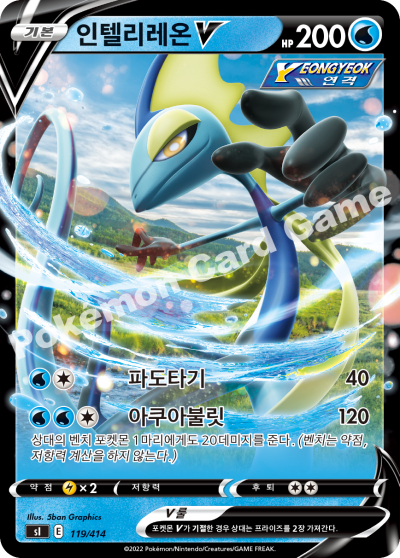 기본 인텔리레온 V HP 200
YEONGYEOK
연격
Pokémon Card Game
파도타기 40
아쿠아불릿 120
상대의 벤치 포켓몬 1마리에게도 20데미지를 준다. (벤치는 약점,
저항력 계산을 하지 않는다.)
약점 ×2 저항력 후퇴
Illus. 5ban Graphics
V룰
sI E 119/414
포켓몬 V가 기절한 경우 상대는 프라이즈를 2장 가져간다.
©2022 Pokémon/Nintendo/Creatures/GAME FREAK.